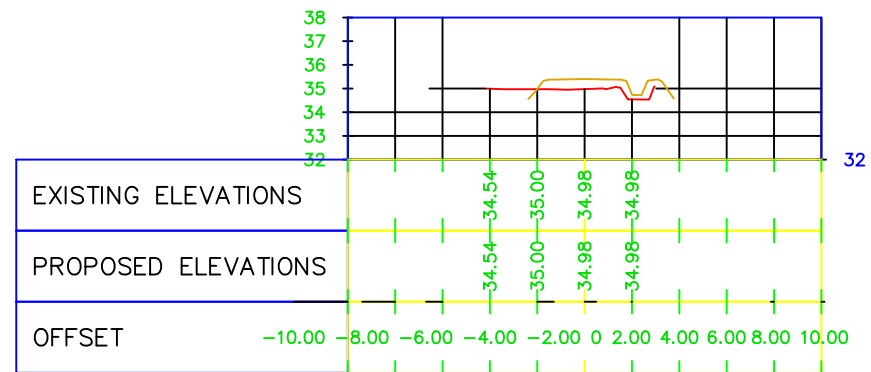 38
37
36
35
34
33
32
32
EXISTING ELEVATIONS 34.54 35.00 34.98 34.98
PROPOSED ELEVATIONS 34.54 35.00 34.98 34.98
OFFSET -10.00 -8.00 -6.00 -4.00 -2.00 0 2.00 4.00 6.00 8.00 10.00